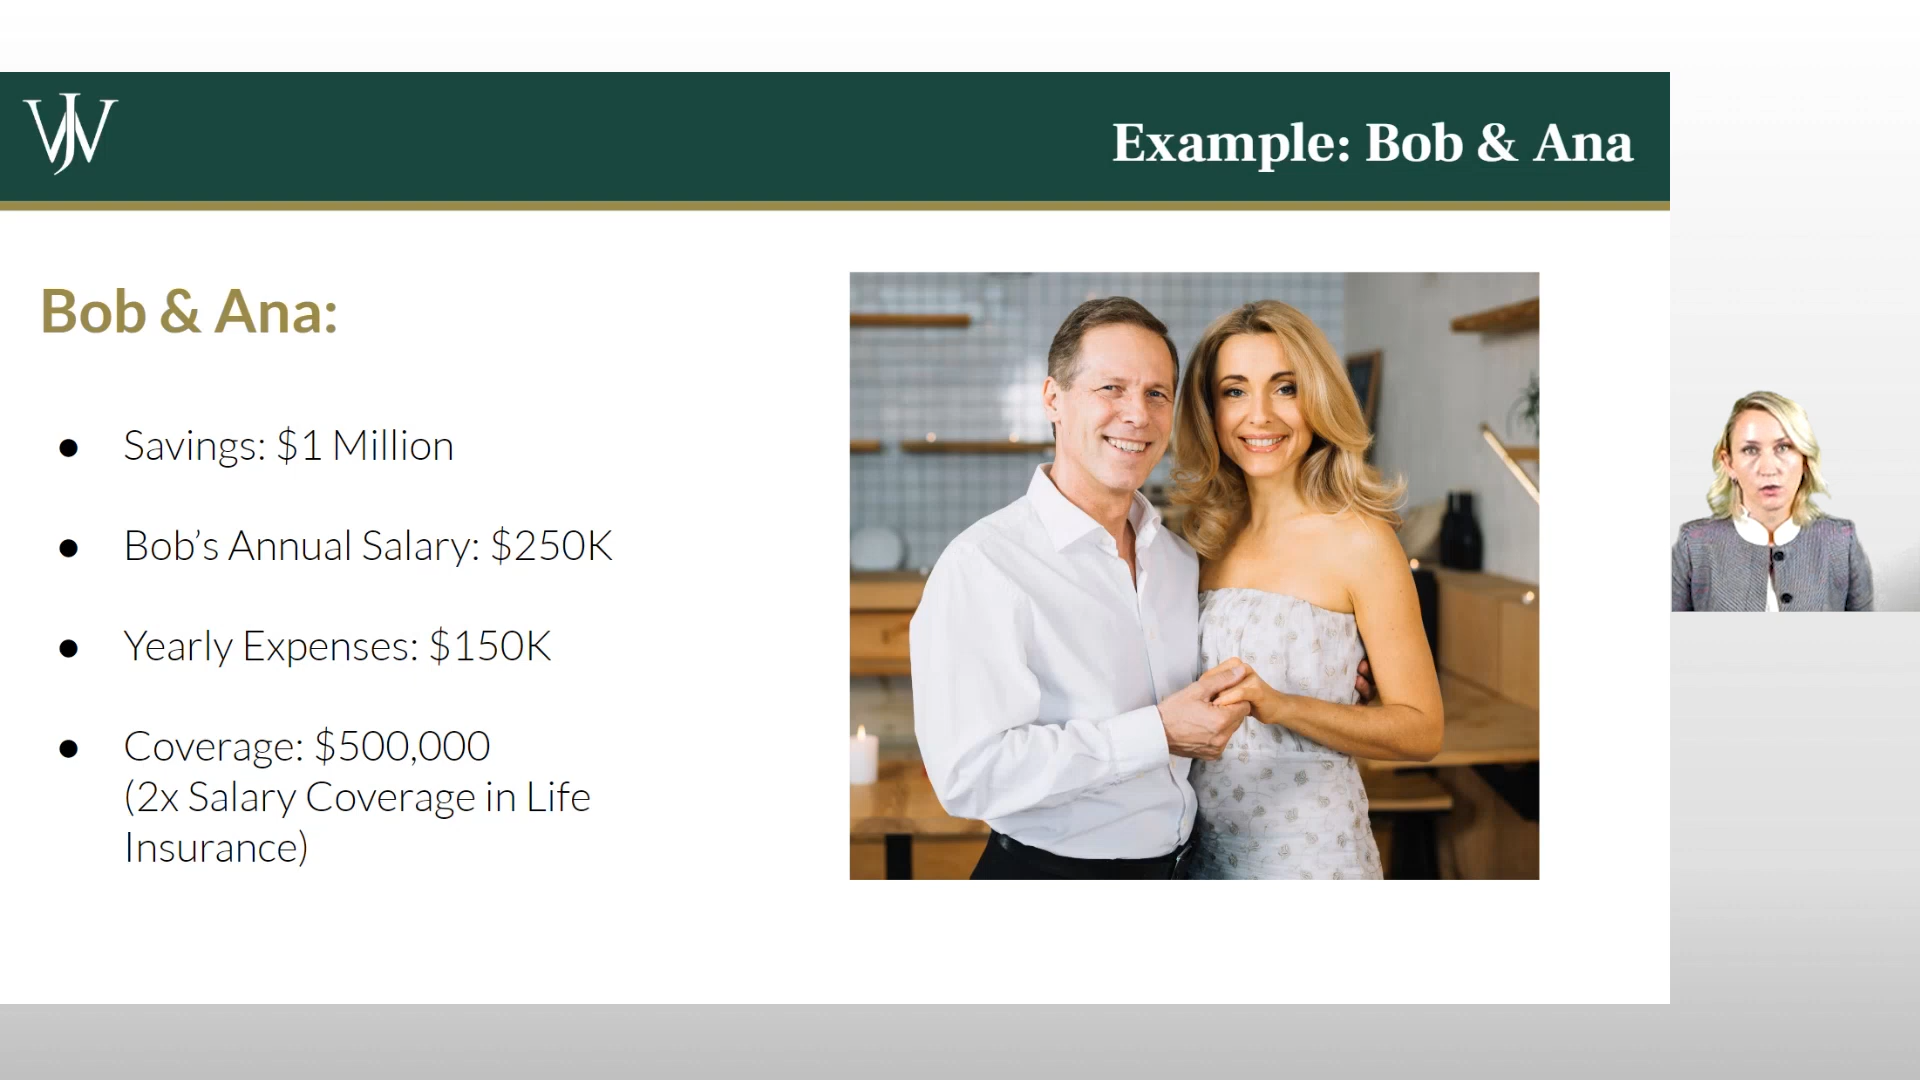 WJ
Example: Bob & Ana
Bob & Ana:
● Savings: $1 Million
● Bob’s Annual Salary: $250K
● Yearly Expenses: $150K
● Coverage: $500,000
(2x Salary Coverage in Life
Insurance)